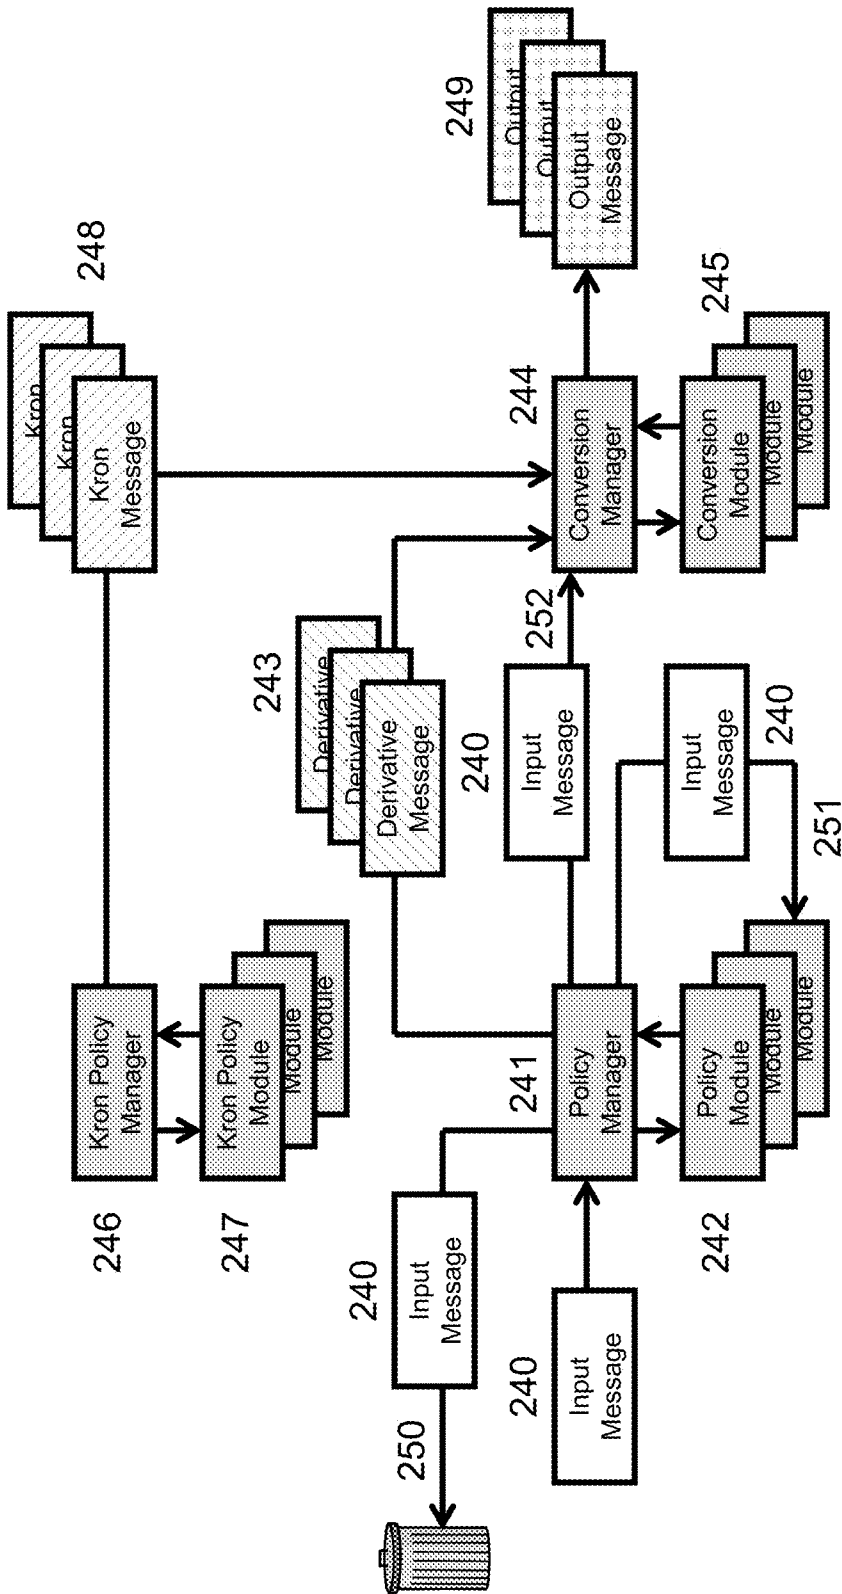 246
Kron Policy
Manager
247
Kron Policy
Module
Module
Module
Kron
Kron
Kron
Message
248
240
Input
Message
250
Derivative
Derivative
Derivative
Message
243
240
Input
Message
241
Policy
Manager
242
Policy
Module
Module
Module
240
Input
Message
252
Input
Message
240
251
244
Conversion
Manager
245
Conversion
Module
Module
Module
249
Output
Output
Output
Message